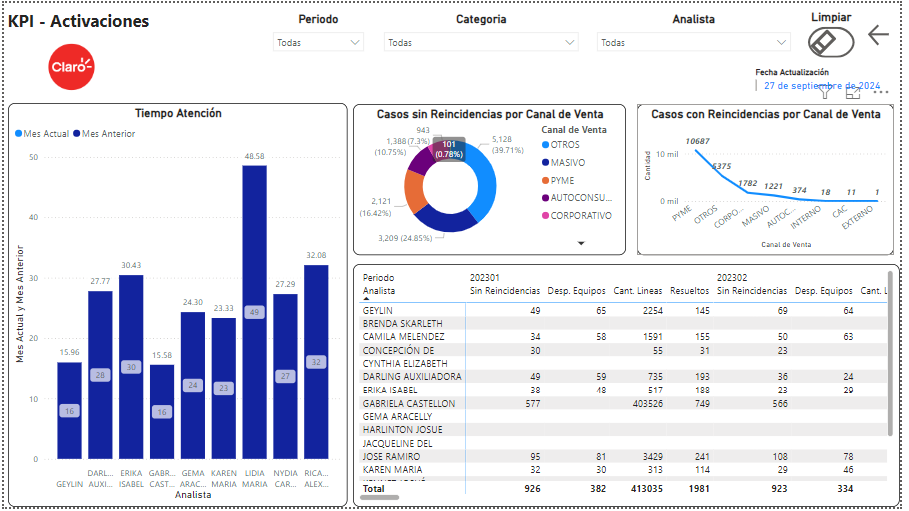 KPI - Activaciones
Periodo Categoria Analista Limpiar
Todas Todas Todas
Claro
Fecha Actualización
27 de septiembre de 2024
Tiempo Atención
Mes Actual Mes Anterior
Mes Actual y Mes Anterior
50
40
30
20
10
0
15.96 27.77 30.43 15.58 24.30 23.33 48.58 27.29 32.08
16 28 30 16 24 23 49 27 32
GEYLIN DARL... ERIKA GABR... GEMA KAREN LIDIA NYDIA RICA...
AUXI... ISABEL CAST... ARAC... MARIA MARIA CAR... ALEX...
Analista
Casos sin Reincidencias por Canal de Venta
943
(7.3%)
101
(0.78%)
1,388
(10.75%)
2,121
(16.42%)
3,209 (24.85%)
5,128
(39.71%)
Canal de Venta
OTROS
MASIVO
PYME
AUTOCONSU...
CORPORATIVO
Casos con Reincidencias por Canal de Venta
Cantidad
10 mil
0 mil
10687 5375 1782 1221 374 18 11 1
PYME OTROS CORPO... MASIVO AUTOC... INTERNO CAC EXTERNO
Canal de Venta
Periodo 202301 202302
Analista Sin Reincidencias Desp. Equipos Cant. Lineas Resueltos Sin Reincidencias Desp. Equipos Cant. L
GEYLIN 49 65 2254 145 69 64
BRENDA SKARLETH
CAMILA MELENDEZ 34 58 1591 155 50 63
CONCEPCIÓN DE 30 55 31 23
CYNTHIA ELIZABETH
DARLING AUXILIADORA 49 59 735 193 36 24
ERIKA ISABEL 38 48 517 188 23 29
GABRIELA CASTELLON 577 403526 749 566
GEMA ARACELLY
HARLINTON JOSUE
JACQUELINE DEL
JOSE RAMIRO 95 81 3429 241 108 78
KAREN MARIA 32 30 313 114 29 46
Total 926 382 413035 1981 923 334